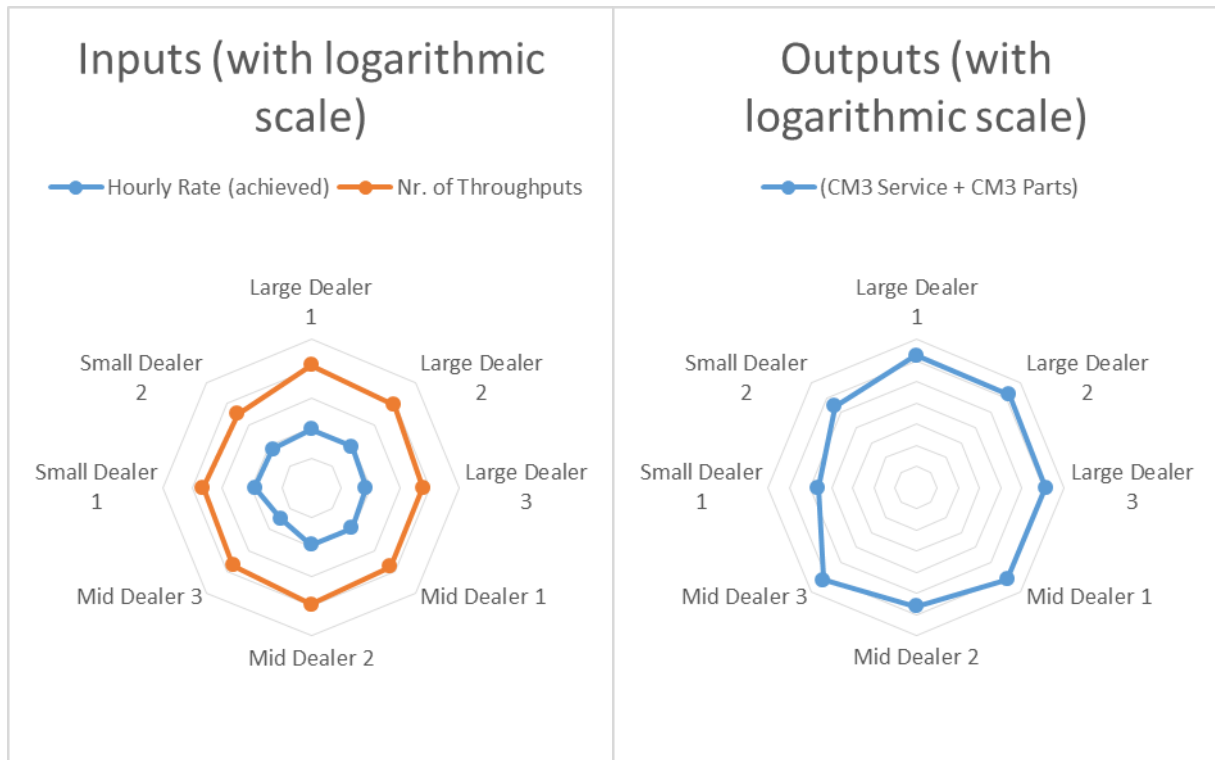 Inputs (with logarithmic
scale)
Hourly Rate (achieved) Nr. of Throughputs
Large Dealer
1
Large Dealer
2
Large Dealer
3
Mid Dealer 1
Mid Dealer 2
Mid Dealer 3
Small Dealer
1
Small Dealer
2
Outputs (with
logarithmic scale)
(CM3 Service + CM3 Parts)
Large Dealer
1
Large Dealer
2
Large Dealer
3
Mid Dealer 1
Mid Dealer 2
Mid Dealer 3
Small Dealer
1
Small Dealer
2